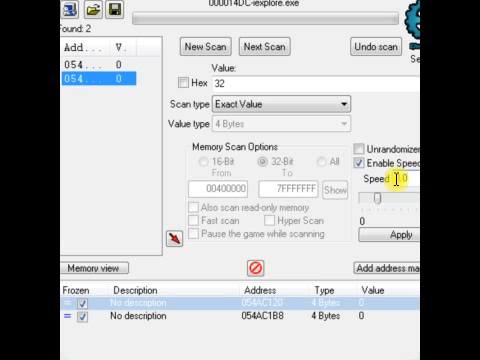 000014DC-iexplore.exe
Found: 2
Add... V.
054... 0
054... 0
New Scan Next Scan Undo scan
Value:
Hex 32
Scan type Exact Value
Value type 4 Bytes
Memory Scan Options
16-Bit 32-Bit All
From To
00400000 7FFFFFFF Show
Also scan read-only memory
Fast scan Hyper Scan
Pause the game while scanning
Unrandomizer
Enable Speed
Speed .0
0
Apply
Memory view Add address ma
Frozen Description Address Type Value
No description 054AC120 4 Bytes 0
No description 054AC1B8 4 Bytes 0